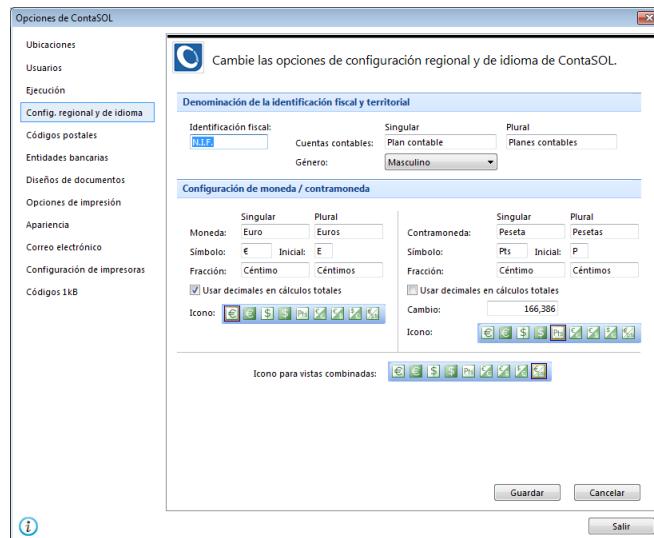 Opciones de ContaSOL
Ubicaciones
Usuarios
Ejecución
Config. regional y de idioma
Códigos postales
Entidades bancarias
Diseños de documentos
Opciones de impresión
Apariencia
Correo electrónico
Configuración de impresoras
Códigos 1kB
Cambie las opciones de configuración regional y de idioma de ContaSOL.
Denominación de la identificación fiscal y territorial
Identificación fiscal: Singular Plural
N.I.F. Cuentas contables: Plan contable Planes contables
Género: Masculino
Configuración de moneda / contramoneda
Singular Plural
Moneda: Euro Euros
Símbolo: € Inicial: E
Fracción: Céntimo Céntimos
Usar decimales en cálculos totales
Icono: € € $ $ Pts
Singular Plural
Contramoneda: Peseta Pesetas
Símbolo: Pts Inicial: P
Fracción: Céntimo Céntimos
Usar decimales en cálculos totales
Cambio: 166,386
Icono: € € $ $ Pts
Icono para vistas combinadas: € € $ $ Pts
Guardar Cancelar
Salir